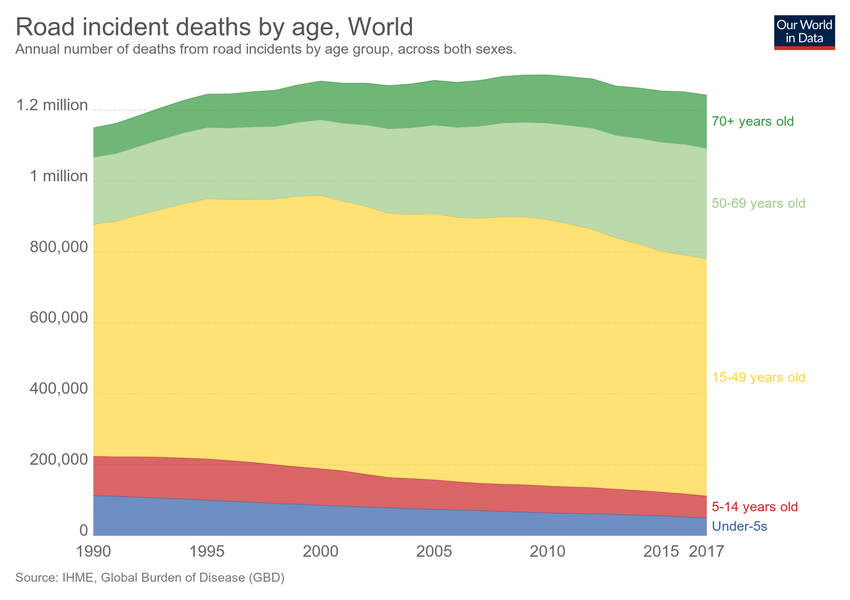 Road incident deaths by age, World
Annual number of deaths from road incidents by age group, across both sexes.
Our World
in Data
1.2 million
1 million
800,000
600,000
400,000
200,000
0
70+ years old
50-69 years old
15-49 years old
5-14 years old
Under-5s
1990 1995 2000 2005 2010 2015 2017
Source: IHME, Global Burden of Disease (GBD)